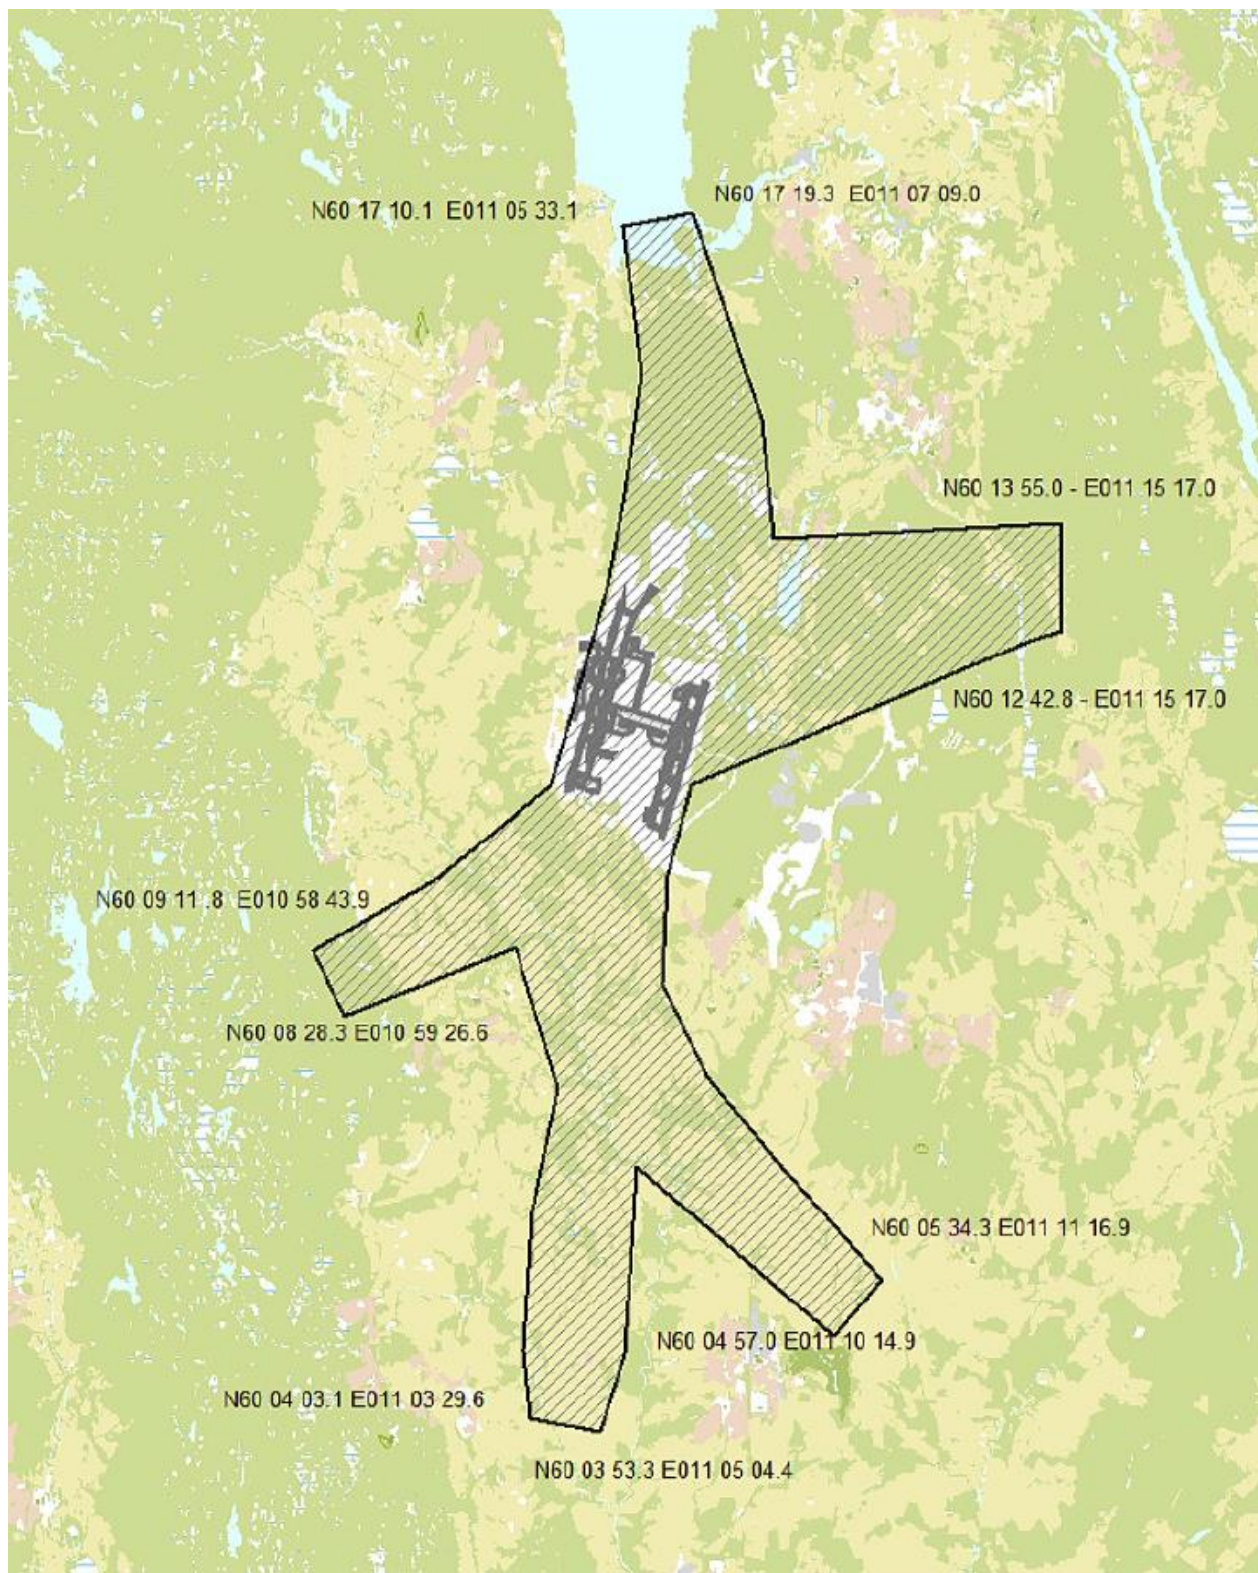 N60 17 19.3 E011 07 09.0
N60 17 10.1 E011 05 33.1
N60 13 55.0 - E011 15 17.0
N60 12 42.8 - E011 15 17.0
N60 09 11.8 E010 58 43.9
N60 08 28.3 E010 59 26.6
N60 05 34.3 E011 11 16.9
N60 04 57.0 E011 10 14.9
N60 04 03.1 E011 03 29.6
N60 03 53.3 E011 05 04.4